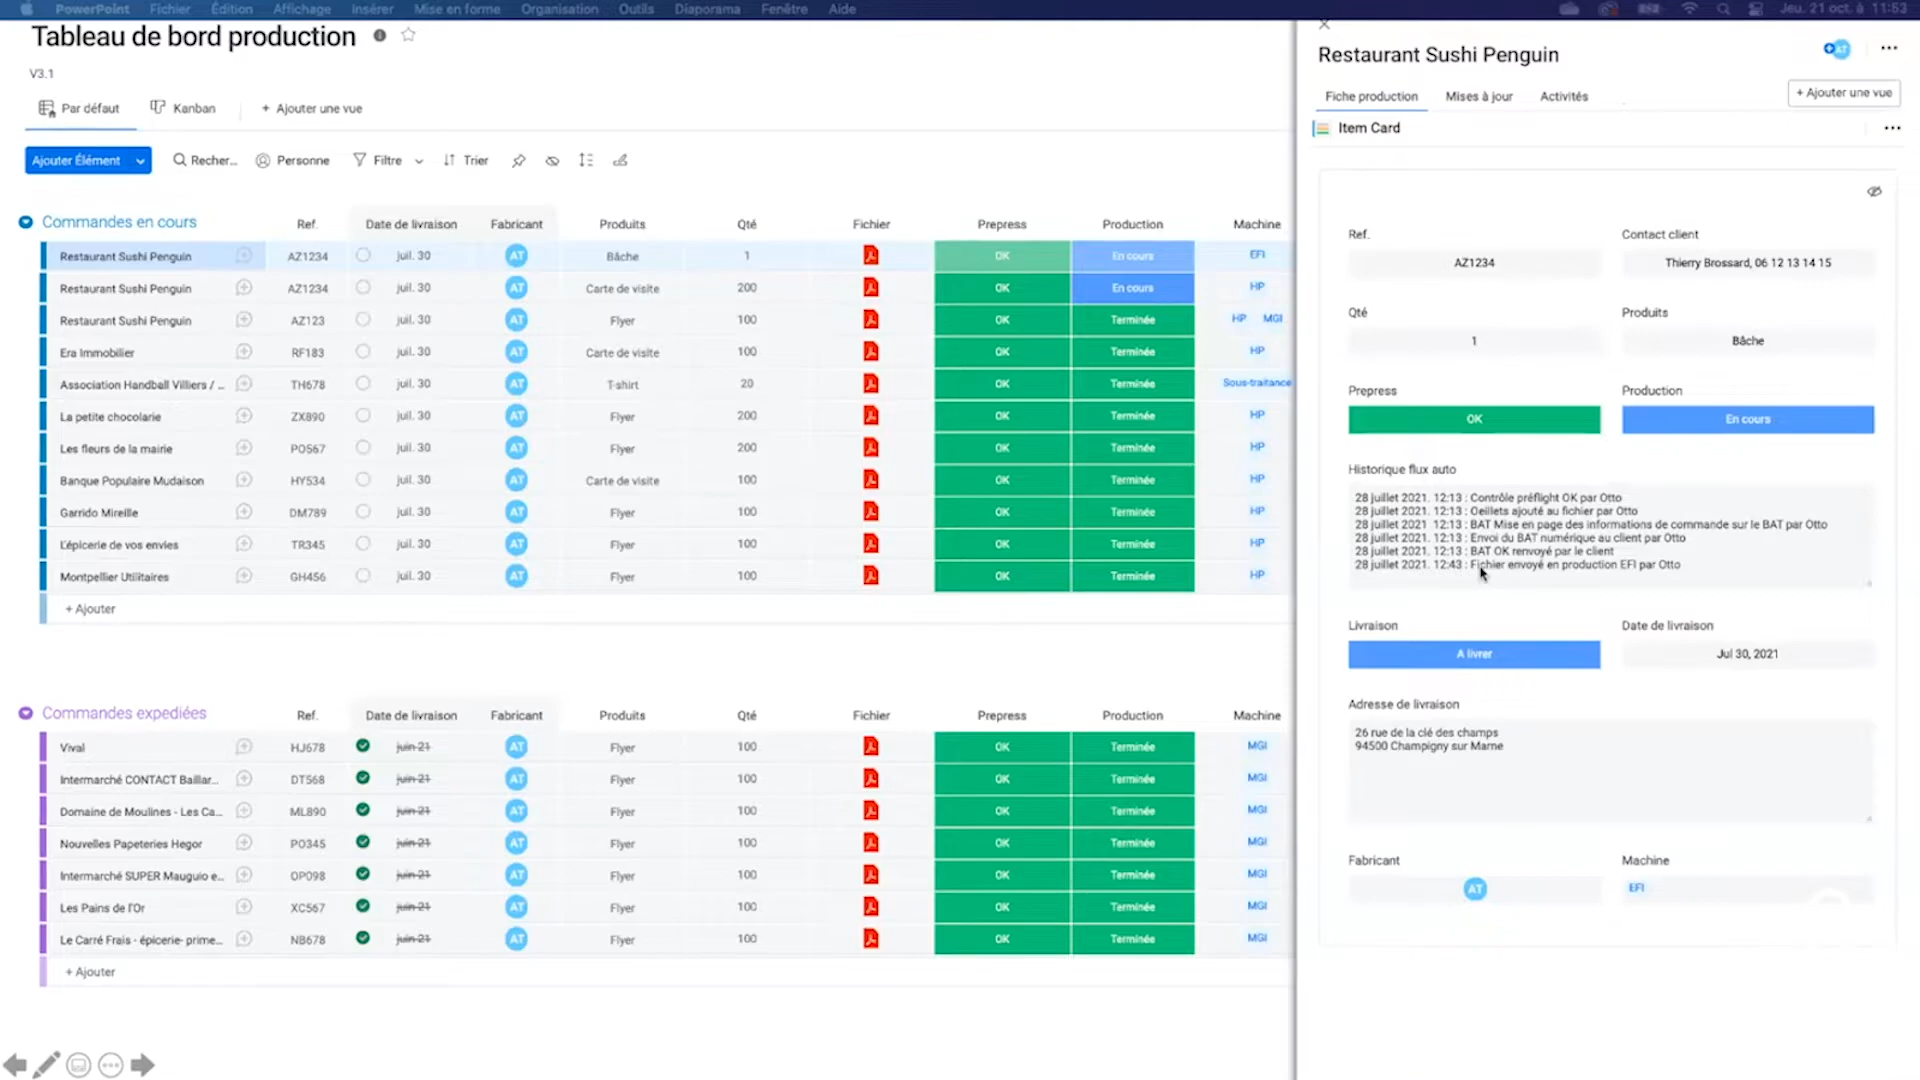 PowerPoint Fichier Édition Affichage Insérer Mise en forme Organisation Outils Diaporama Fenêtre Aide Jeu. 21 oct. à 11:53
Tableau de bord production
V3.1
Par défaut Kanban + Ajouter une vue
Ajouter Élément Recher... Personne Filtre Trier
Commandes en cours Ref. Date de livraison Fabricant Produits Qté Fichier Prepress Production Machine
Restaurant Sushi Penguin AZ1234 juil. 30 AT Bâche 1 OK En cours EFI
Restaurant Sushi Penguin AZ1234 juil. 30 AT Carte de visite 200 OK En cours HP
Restaurant Sushi Penguin AZ123 juil. 30 AT Flyer 100 OK Terminée HP MGI
Era Immobilier RF183 juil. 30 AT Carte de visite 100 OK Terminée HP
Association Handball Villiers / ... TH678 juil. 30 AT T-shirt 20 OK Terminée Sous-traitance
La petite chocolarie ZX890 juil. 30 AT Flyer 200 OK Terminée HP
Les fleurs de la mairie PO567 juil. 30 AT Flyer 200 OK Terminée HP
Banque Populaire Mudaison HY534 juil. 30 AT Carte de visite 100 OK Terminée HP
Garrido Mireille DM789 juil. 30 AT Flyer 100 OK Terminée HP
L'épicerie de vos envies TR345 juil. 30 AT Flyer 100 OK Terminée HP
Montpellier Utilitaires GH456 juil. 30 AT Flyer 100 OK Terminée HP
+ Ajouter
Commandes expediées Ref. Date de livraison Fabricant Produits Qté Fichier Prepress Production Machine
Vival HJ678 juin 21 AT Flyer 100 OK Terminée MGI
Intermarché CONTACT Baillar... DT568 juin 21 AT Flyer 100 OK Terminée MGI
Domaine de Moulines - Les Ca... ML890 juin 21 AT Flyer 100 OK Terminée MGI
Nouvelles Papeteries Hegor PO345 juin 21 AT Flyer 100 OK Terminée MGI
Intermarché SUPER Mauguio e... OP098 juin 21 AT Flyer 100 OK Terminée MGI
Les Pains de l'Or XC567 juin 21 AT Flyer 100 OK Terminée MGI
Le Carré Frais - épicerie- prime... NB678 juin 21 AT Flyer 100 OK Terminée MGI
+ Ajouter
Restaurant Sushi Penguin AT
Fiche production Mises à jour Activités + Ajouter une vue
Item Card
Ref. Contact client
AZ1234 Thierry Brossard, 06 12 13 14 15
Qté Produits
1 Bâche
Prepress Production
OK En cours
Historique flux auto
28 juillet 2021. 12:13 : Contrôle préflight OK par Otto
28 juillet 2021. 12:13 : Oeillets ajouté au fichier par Otto
28 juillet 2021 12:13 : BAT Mise en page des informations de commande sur le BAT par Otto
28 juillet 2021. 12:13 : Envoi du BAT numérique au client par Otto
28 juillet 2021. 12:13 : BAT OK renvoyé par le client
28 juillet 2021. 12:43 : Fichier envoyé en production EFI par Otto
Livraison Date de livraison
A livrer Jul 30, 2021
Adresse de livraison
26 rue de la clé des champs
94500 Champigny sur Marne
Fabricant Machine
AT EFI